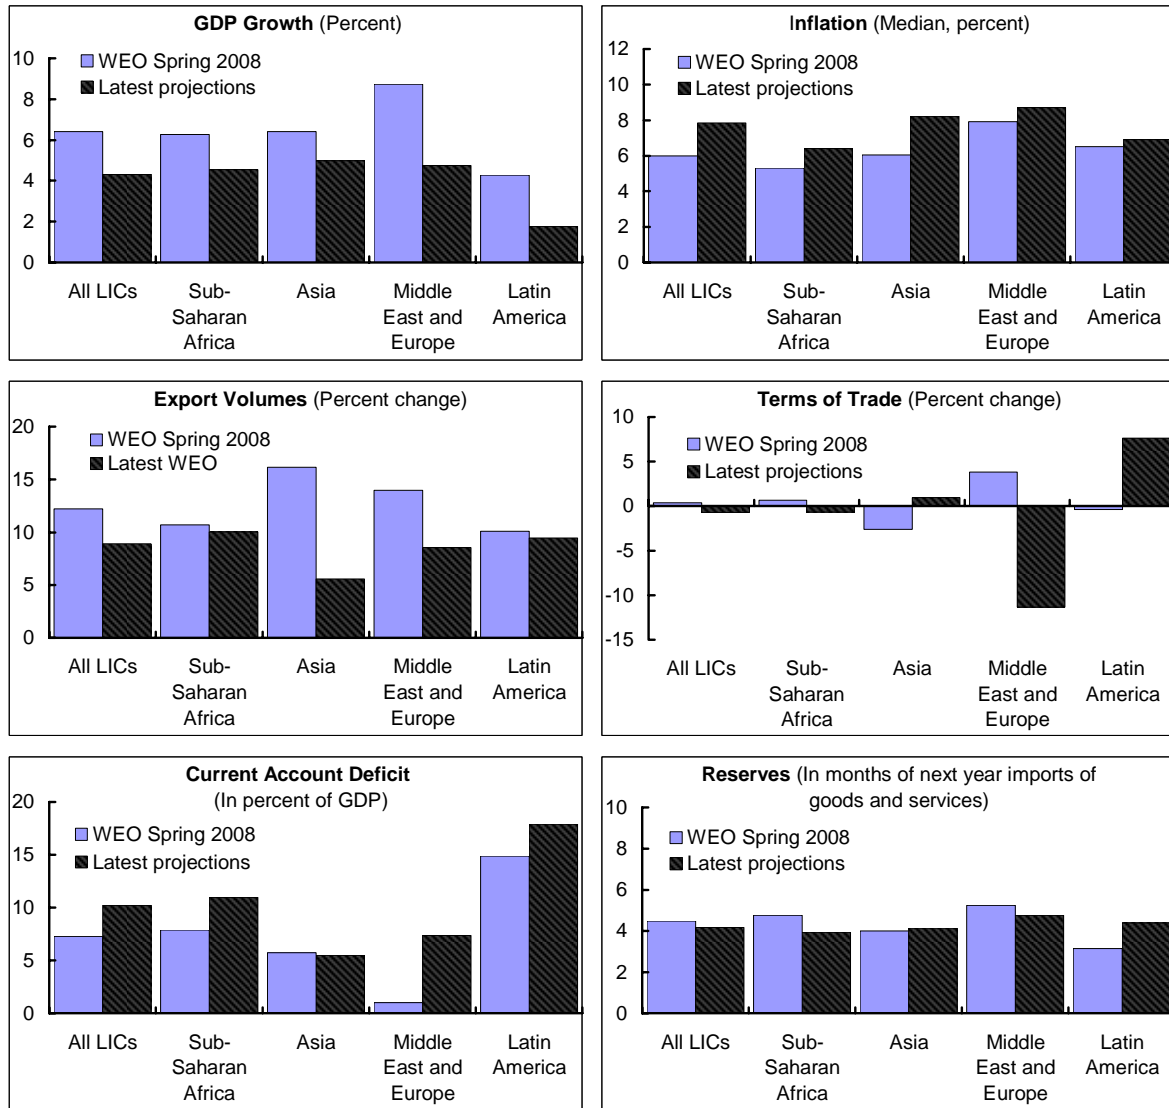 GDP Growth (Percent)
10
8
6
4
2
0
WEO Spring 2008
Latest projections
All LICs
Sub-
Saharan
Africa
Asia
Middle
East and
Europe
Latin
America
Inflation (Median, percent)
12
10
8
6
4
2
0
WEO Spring 2008
Latest projections
All LICs
Sub-
Saharan
Africa
Asia
Middle
East and
Europe
Latin
America
Export Volumes (Percent change)
20
15
10
5
0
WEO Spring 2008
Latest WEO
All LICs
Sub-
Saharan
Africa
Asia
Middle
East and
Europe
Latin
America
Terms of Trade (Percent change)
10
5
0
-5
-10
-15
WEO Spring 2008
Latest projections
All LICs
Sub-
Saharan
Africa
Asia
Middle
East and
Europe
Latin
America
Current Account Deficit
(In percent of GDP)
20
15
10
5
0
WEO Spring 2008
Latest projections
All LICs
Sub-
Saharan
Africa
Asia
Middle
East and
Europe
Latin
America
Reserves (In months of next year imports of
goods and services)
10
8
6
4
2
0
WEO Spring 2008
Latest projections
All LICs
Sub-
Saharan
Africa
Asia
Middle
East and
Europe
Latin
America